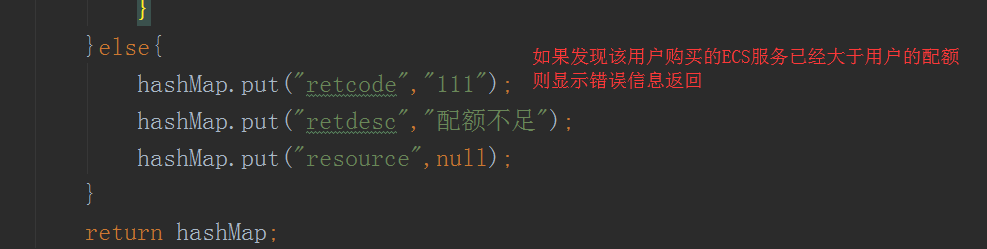 }
}else{
如果发现该用户购买的ECS服务已经大于用户的配额
则显示错误信息返回
hashMap.put("retcode","111");
hashMap.put("retdesc","配额不足");
hashMap.put("resource",null);
}
return hashMap;